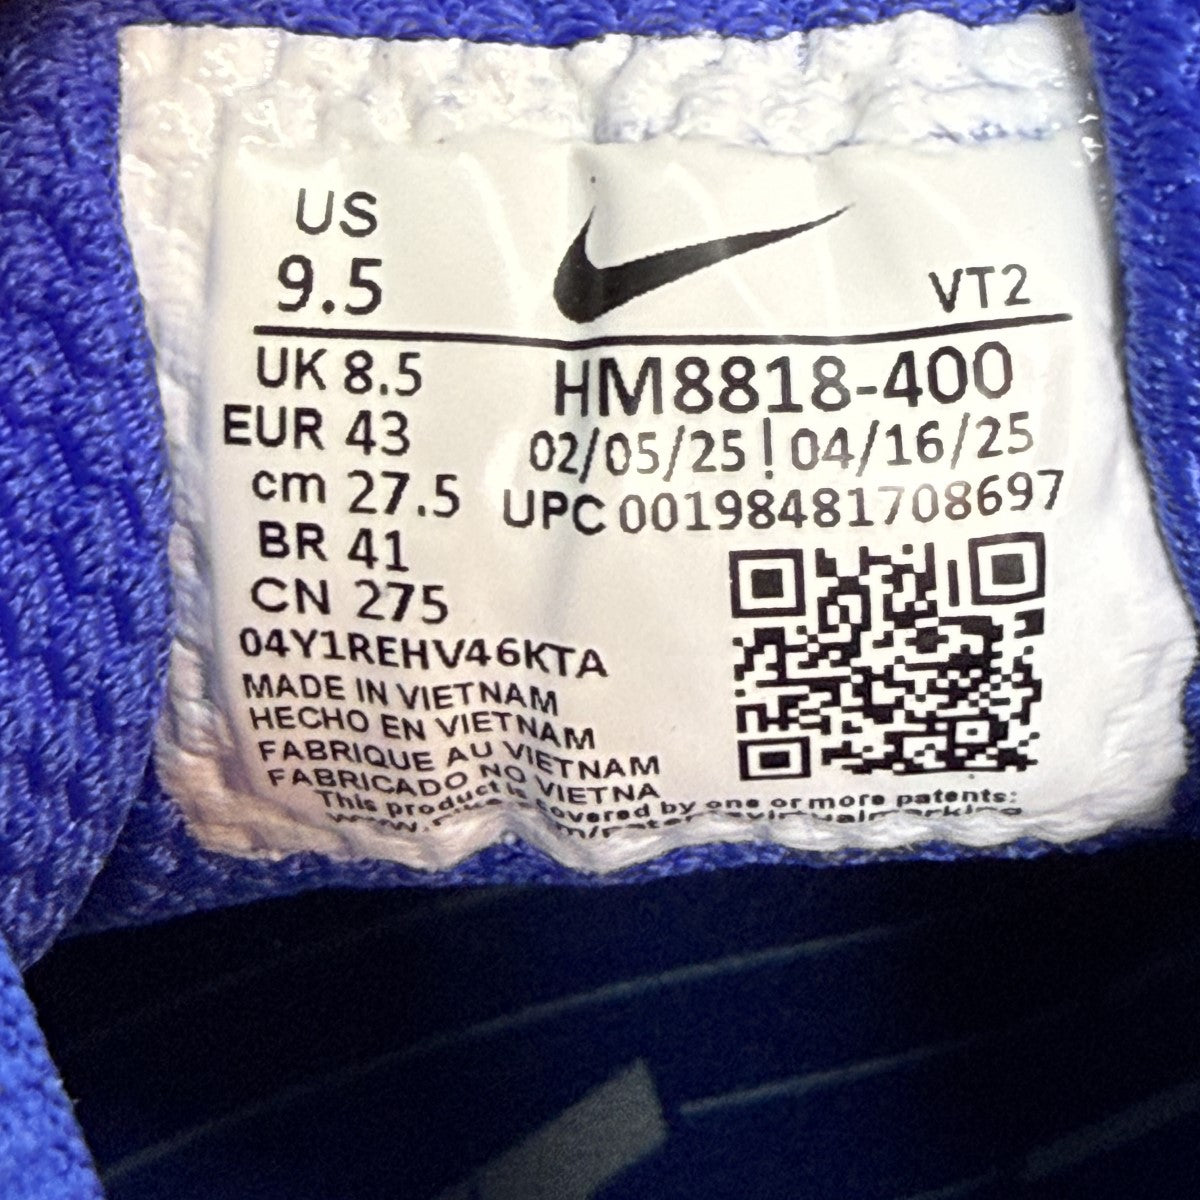 US
9.5
VT2
UK 8.5
EUR 43
cm 27.5
BR 41
CN 275
HM8818-400
02/05/25 | 04/16/25
UPC 00198481708697
04Y1REHV46KTA
MADE IN VIETNAM
HECHO EN VIETNAM
FABRIQUE AU VIETNAM
FABRICADO NO VIETNA
This product is covered by one or more patents: